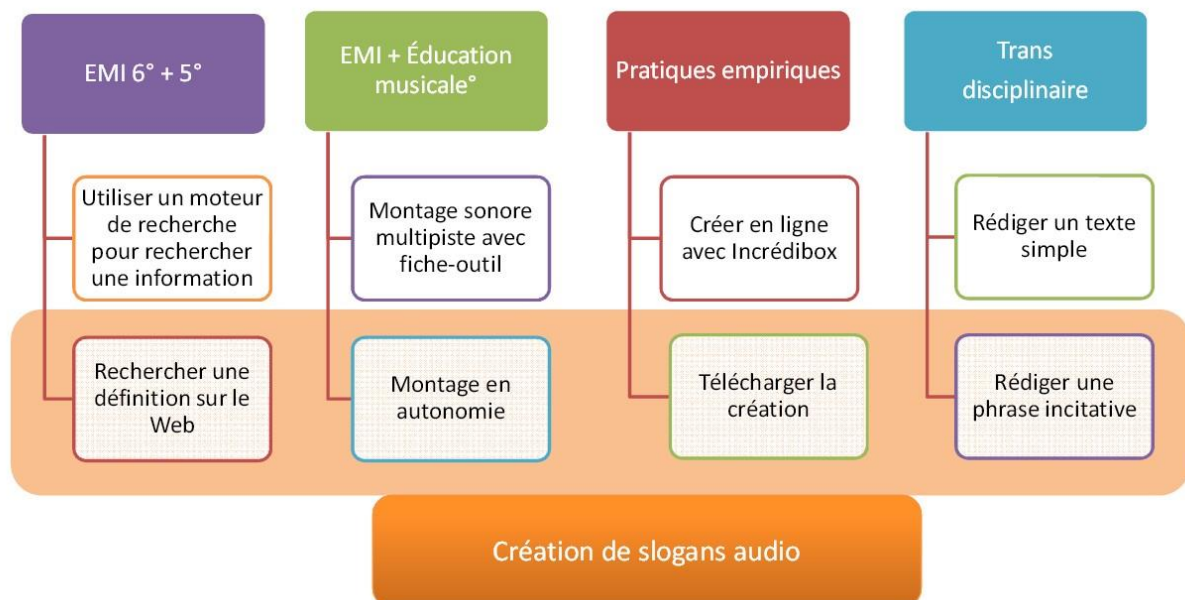 EMI 6° + 5°
EMI + Éducation
musicale°
Pratiques empiriques
Trans
disciplinaire
Utiliser un moteur
de recherche
pour rechercher
une information
Montage sonore
multipiste avec
fiche-outil
Créer en ligne
avec Incrédibox
Rédiger un texte
simple
Rechercher une
définition sur le
Web
Montage en
autonomie
Télécharger la
création
Rédiger une
phrase incitative
Création de slogans audio